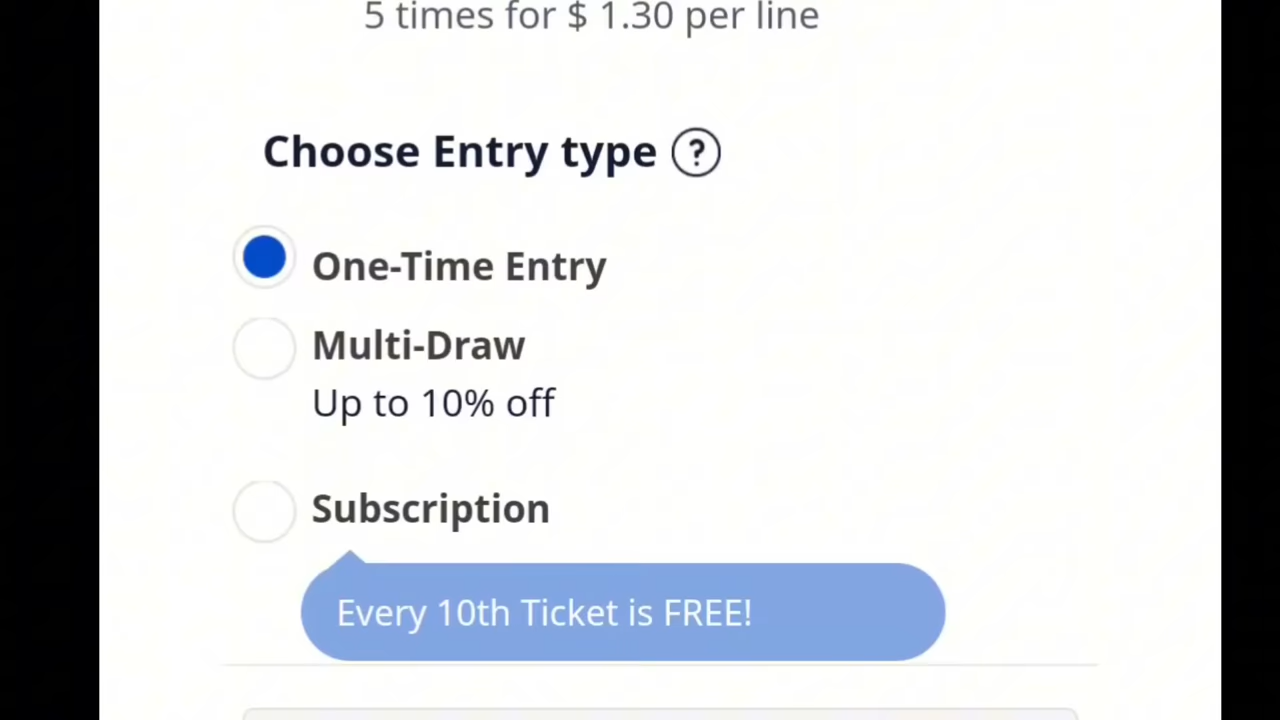 5 times for $ 1.30 per line
Choose Entry type ?
One-Time Entry
Multi-Draw
Up to 10% off
Subscription
Every 10th Ticket is FREE!